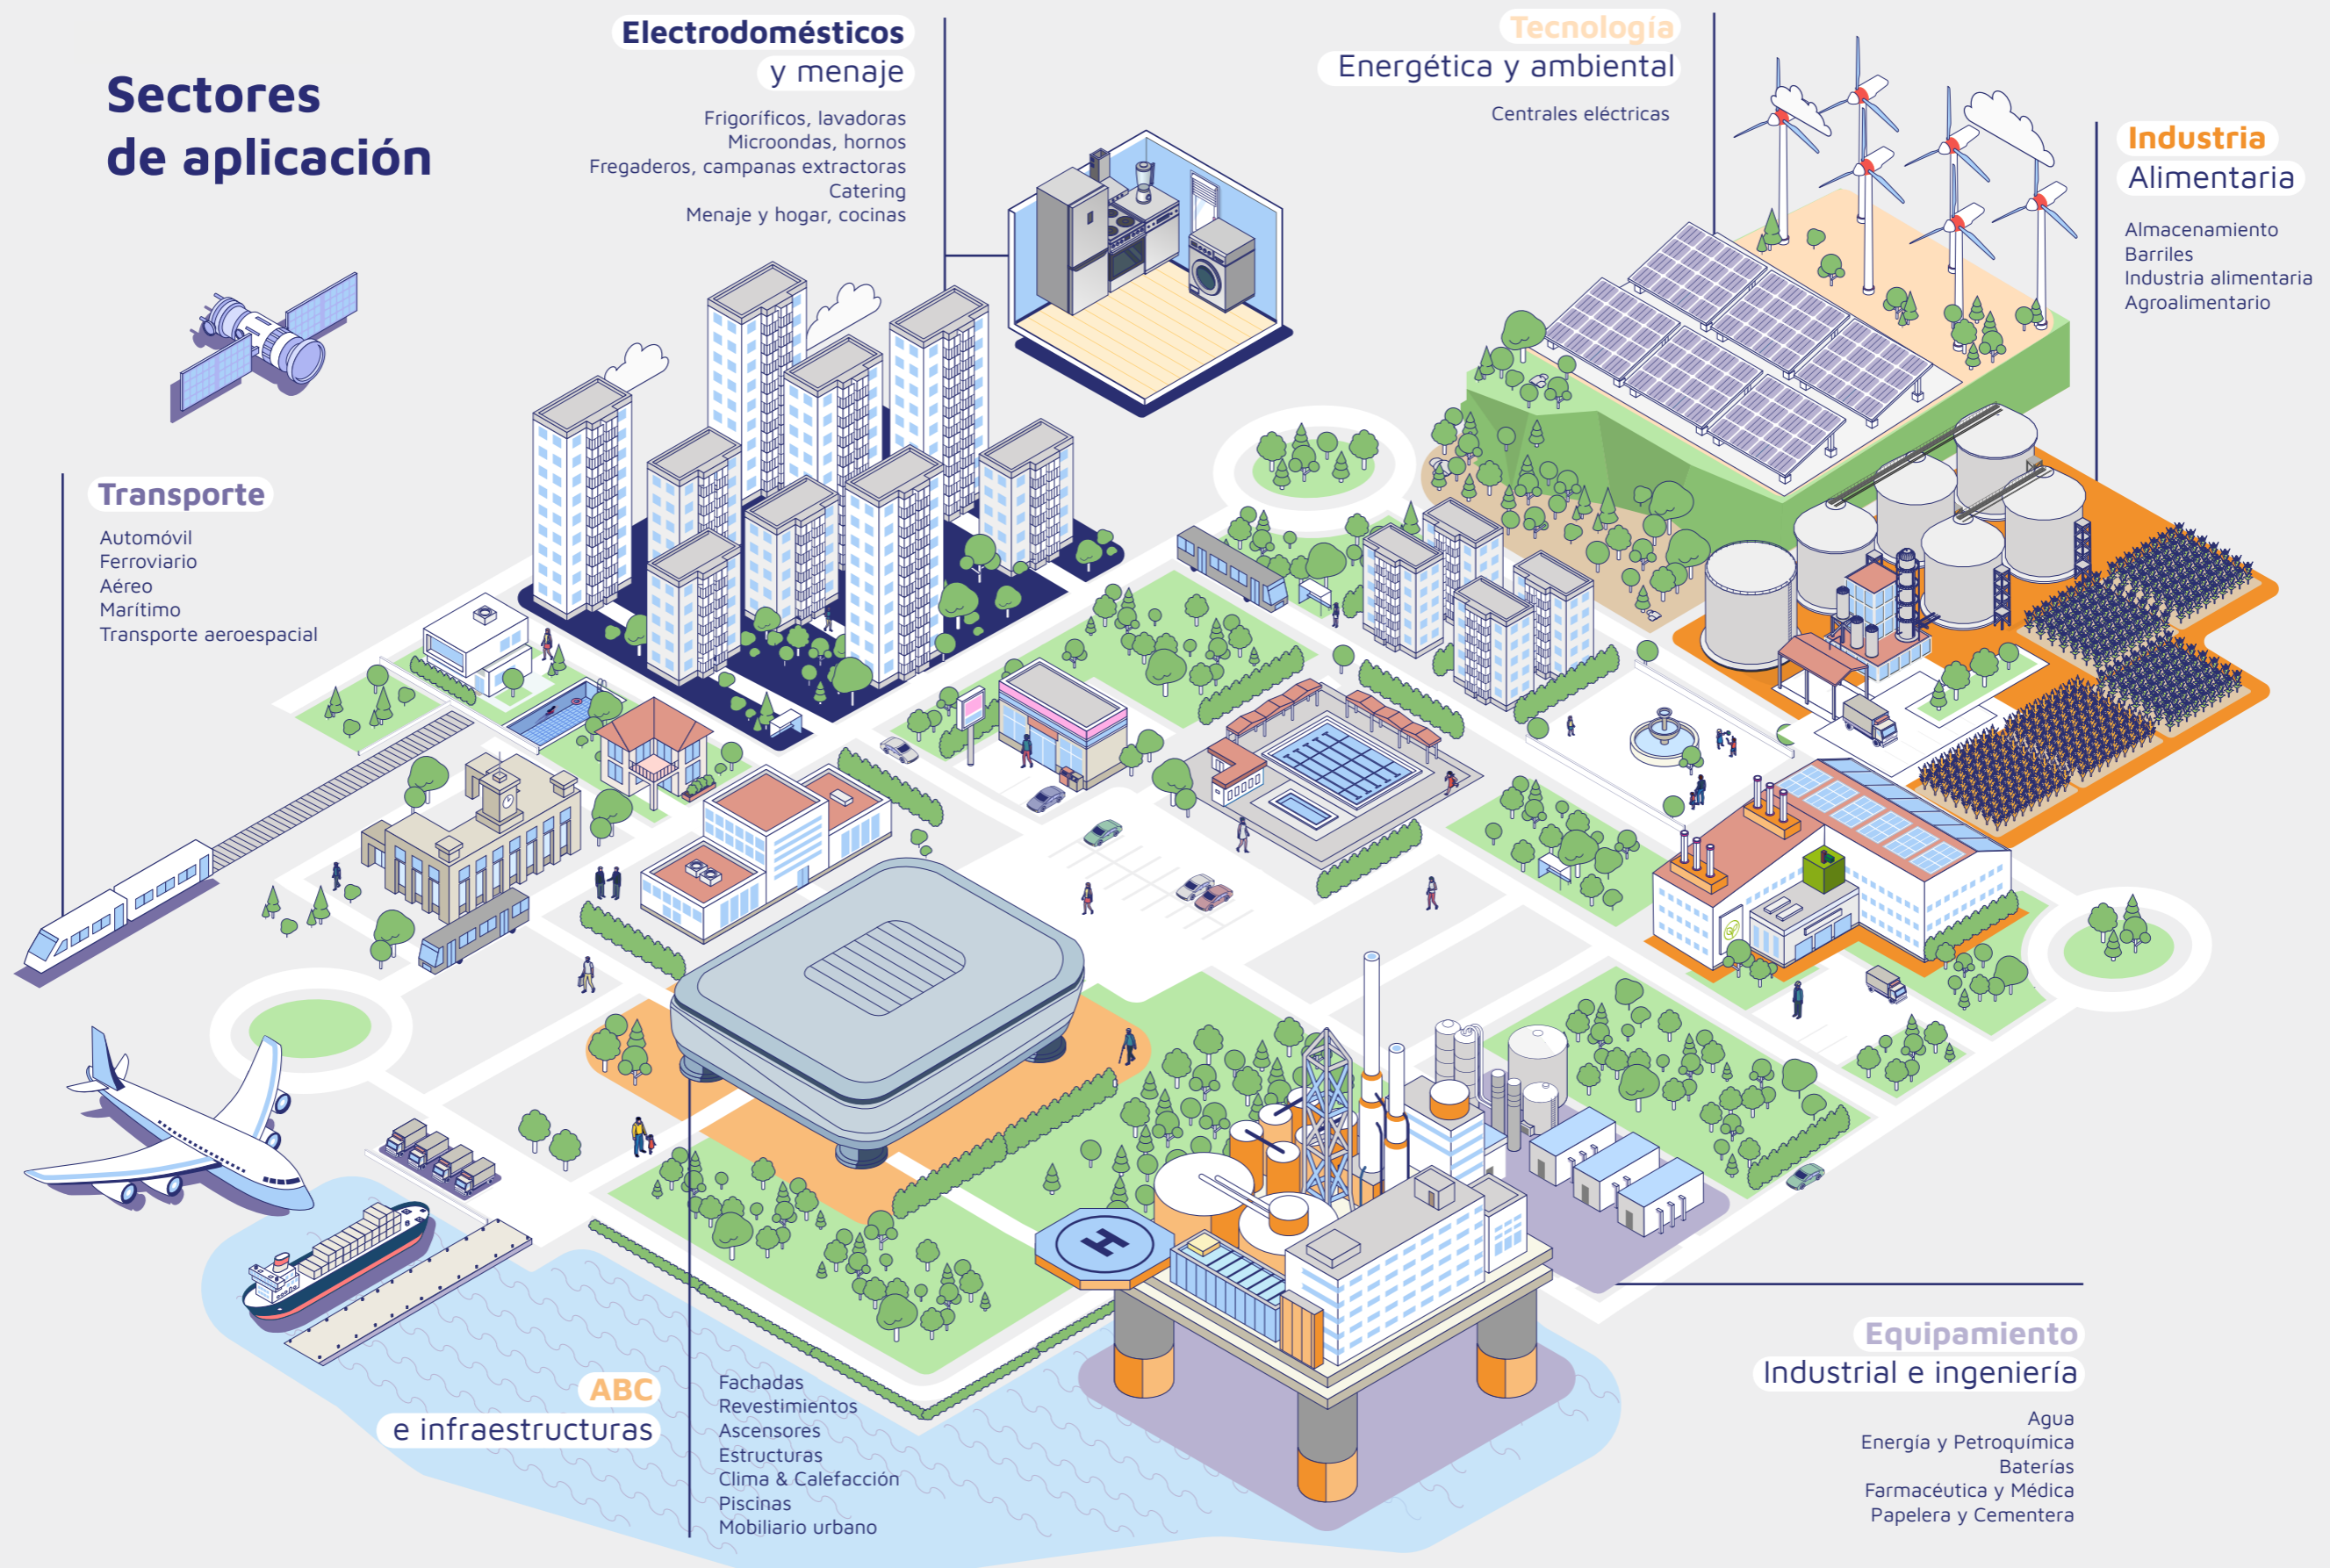 Sectores
de aplicación
Electrodomésticos
y menaje
Frigoríficos, lavadoras
Microondas, hornos
Fregaderos, campanas extractoras
Catering
Menaje y hogar, cocinas
Tecnología
Energética y ambiental
Centrales eléctricas
Industria
Alimentaria
Almacenamiento
Barriles
Industria alimentaria
Agroalimentario
Transporte
Automóvil
Ferroviario
Aéreo
Marítimo
Transporte aeroespacial
H
ABC
e infraestructuras
Fachadas
Revestimientos
Ascensores
Estructuras
Clima & Calefacción
Piscinas
Mobiliario urbano
Equipamiento
Industrial e ingeniería
Agua
Energía y Petroquímica
Baterías
Farmacéutica y Médica
Papelera y Cementera